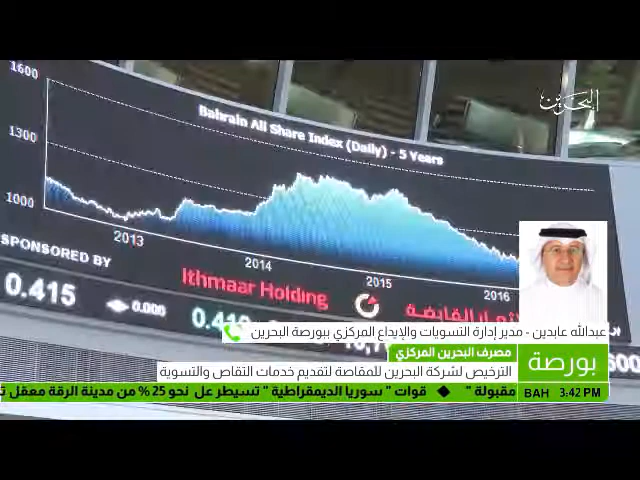 البحرين
1600
Bahrain All Share Index (Daily) - 5 Years
1300
1000
2013
2014
2015
2016
SPONSORED BY
Ithmaar Holding
0.415
0.000
عبدالله عابدين - مدير إدارة التسويات والإيداع المركزي ببورصة البحرين
مصرف البحرين المركزي
بورصة
الترخيص لشركة البحرين للمقاصة لتقديم خدمات التقاص والتسوية
BAH 3:42 PM
مقبولة " قوات " سوريا الديمقراطية " تسيطر على نحو 25% من مدينة الرقة معقل